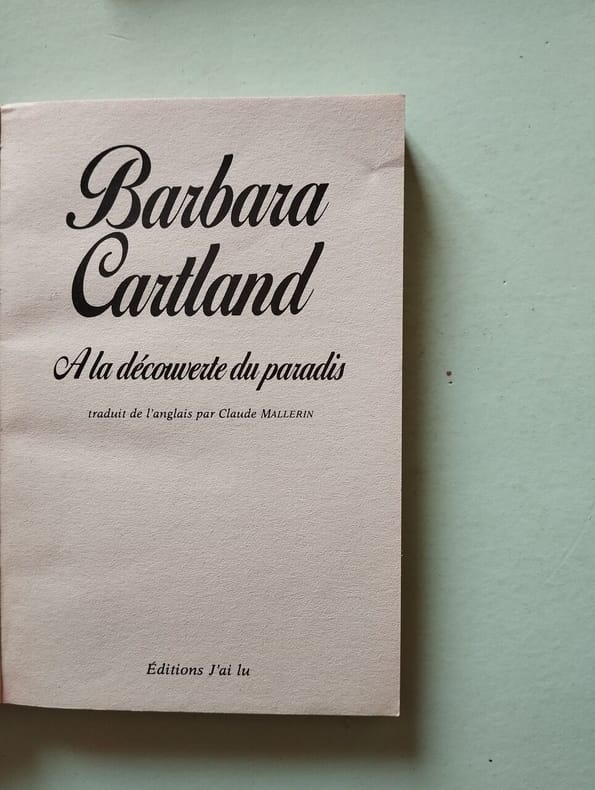 Barbara
Cartland
A la découverte du paradis
traduit de l'anglais par Claude MALLERIN
Éditions J'ai lu